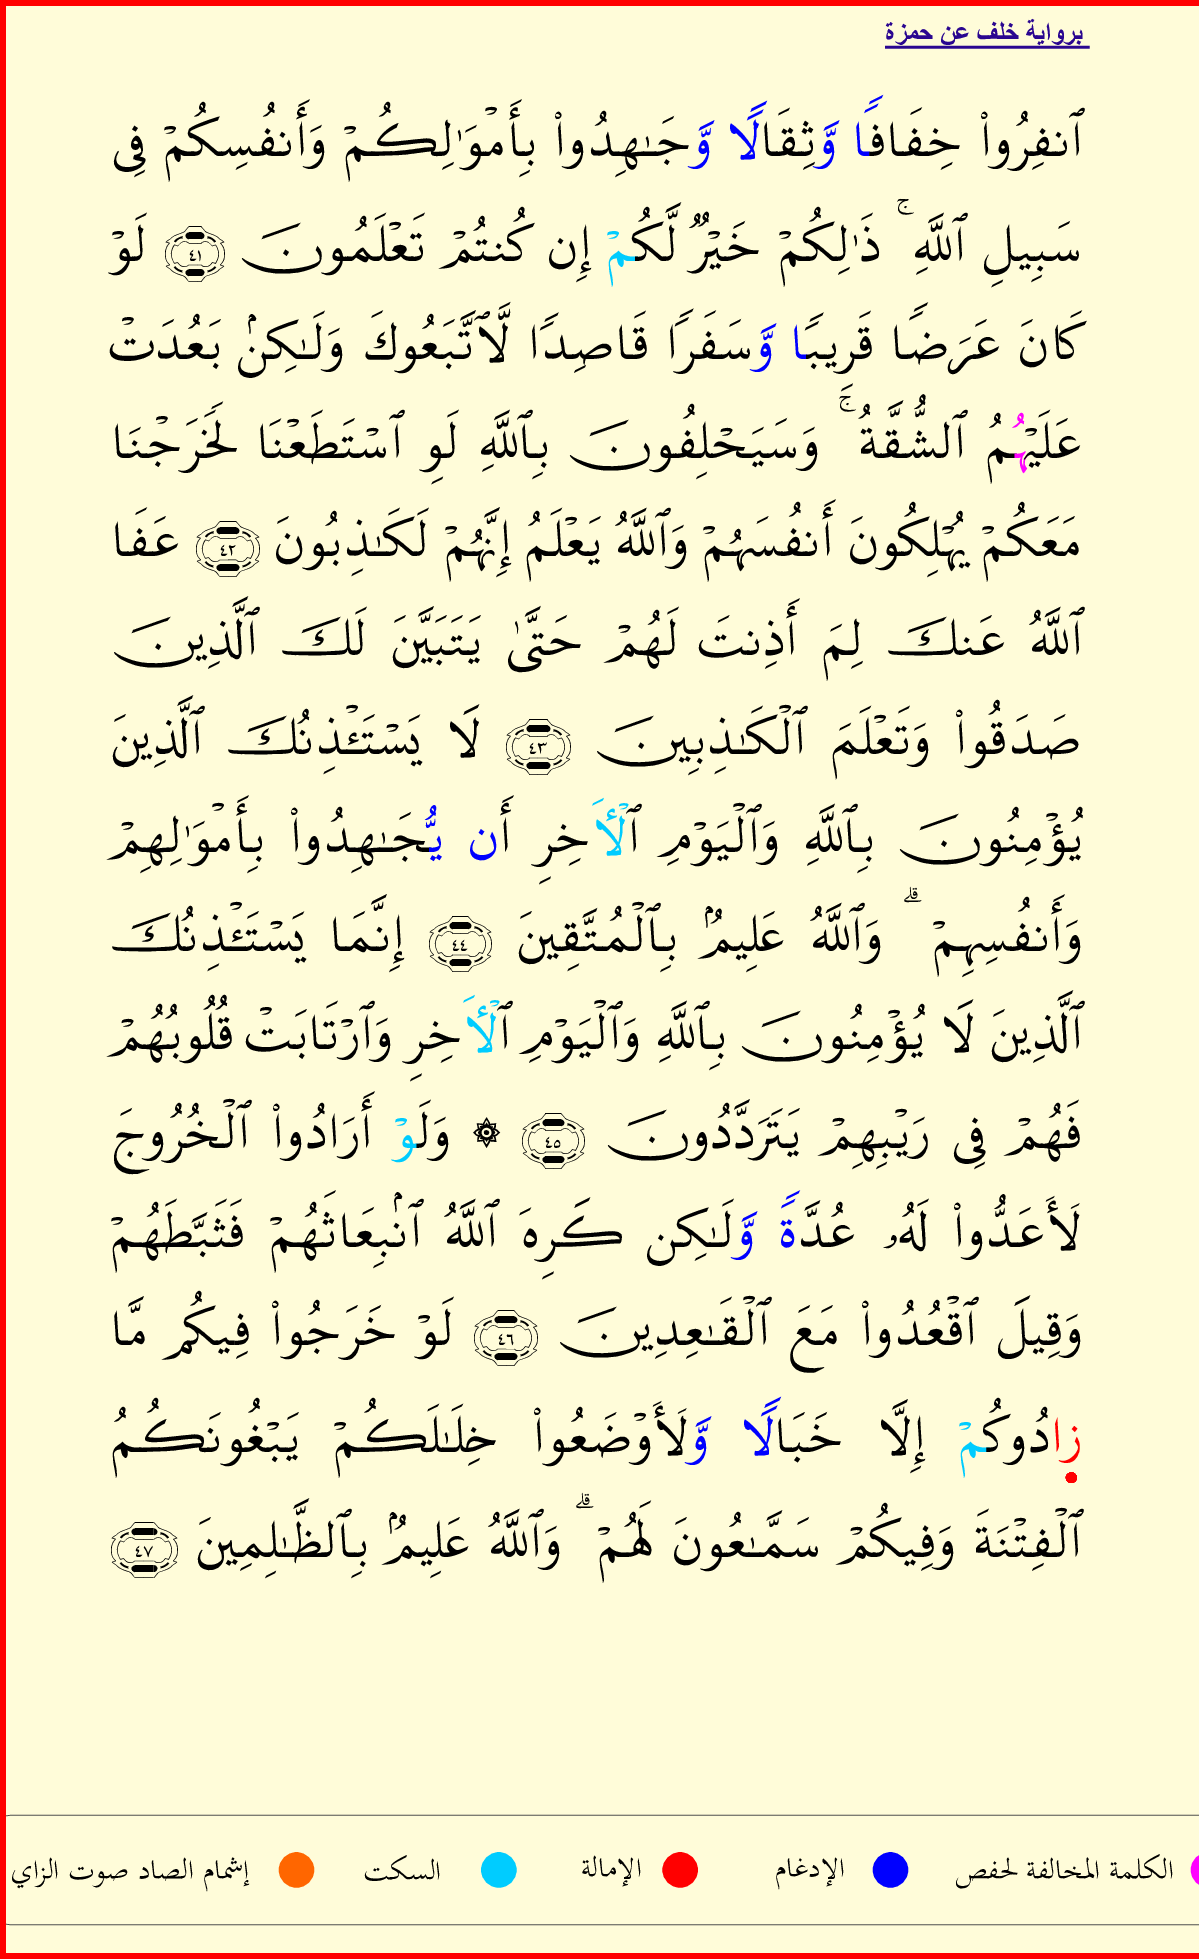 برواية خلف عن حمزة
ٱنفِرُوا۟ خِفَافًا وَّثِقَالًا وَّجَـٰهِدُوا۟ بِأَمْوَٰلِكُمْ وَأَنفُسِكُمْ فِى
سَبِيلِ ٱللَّهِ ۚ ذَٰلِكُمْ خَيْرٌ لَّكُمْ إِن كُنتُمْ تَعْلَمُونَ ٤١ لَوْ
كَانَ عَرَضًا قَرِيبًا وَّسَفَرًا قَاصِدًا لَّٱتَّبَعُوكَ وَلَـٰكِنۢ بَعُدَتْ
عَلَيْهُمُ ٱلشُّقَّةُ ۚ وَسَيَحْلِفُونَ بِٱللَّهِ لَوِ ٱسْتَطَعْنَا لَخَرَجْنَا
مَعَكُمْ يُهْلِكُونَ أَنفُسَهُمْ وَٱللَّهُ يَعْلَمُ إِنَّهُمْ لَكَـٰذِبُونَ ٤٢ عَفَا
ٱللَّهُ عَنكَ لِمَ أَذِنتَ لَهُمْ حَتَّىٰ يَتَبَيَّنَ لَكَ ٱلَّذِينَ
صَدَقُوا۟ وَتَعْلَمَ ٱلْكَـٰذِبِينَ ٤٣ لَا يَسْتَـْٔذِنُكَ ٱلَّذِينَ
يُؤْمِنُونَ بِٱللَّهِ وَٱلْيَوْمِ ٱلْـَٔاخِرِ أَن يُّجَـٰهِدُوا۟ بِأَمْوَٰلِهِمْ
وَأَنفُسِهِمْ ۗ وَٱللَّهُ عَلِيمٌۢ بِٱلْمُتَّقِينَ ٤٤ إِنَّمَا يَسْتَـْٔذِنُكَ
ٱلَّذِينَ لَا يُؤْمِنُونَ بِٱللَّهِ وَٱلْيَوْمِ ٱلْـَٔاخِرِ وَٱرْتَابَتْ قُلُوبُهُمْ
فَهُمْ فِى رَيْبِهِمْ يَتَرَدَّدُونَ ٤٥ ۞ وَلَوْ أَرَادُوا۟ ٱلْخُرُوجَ
لَأَعَدُّوا۟ لَهُۥ عُدَّةً وَّلَـٰكِن كَرِهَ ٱللَّهُ ٱنۢبِعَاثَهُمْ فَثَبَّطَهُمْ
وَقِيلَ ٱقْعُدُوا۟ مَعَ ٱلْقَـٰعِدِينَ ٤٦ لَوْ خَرَجُوا۟ فِيكُم مَّا
زَادُوكُمْ إِلَّا خَبَالًا وَّلَأَوْضَعُوا۟ خِلَـٰلَكُمْ يَبْغُونَكُمُ
ٱلْفِتْنَةَ وَفِيكُمْ سَمَّـٰعُونَ لَهُمْ ۗ وَٱللَّهُ عَلِيمٌۢ بِٱلظَّـٰلِمِينَ ٤٧
الكلمة المخالفة لحفص الإدغام الإمالة السكت إشمام الصاد صوت الزاي